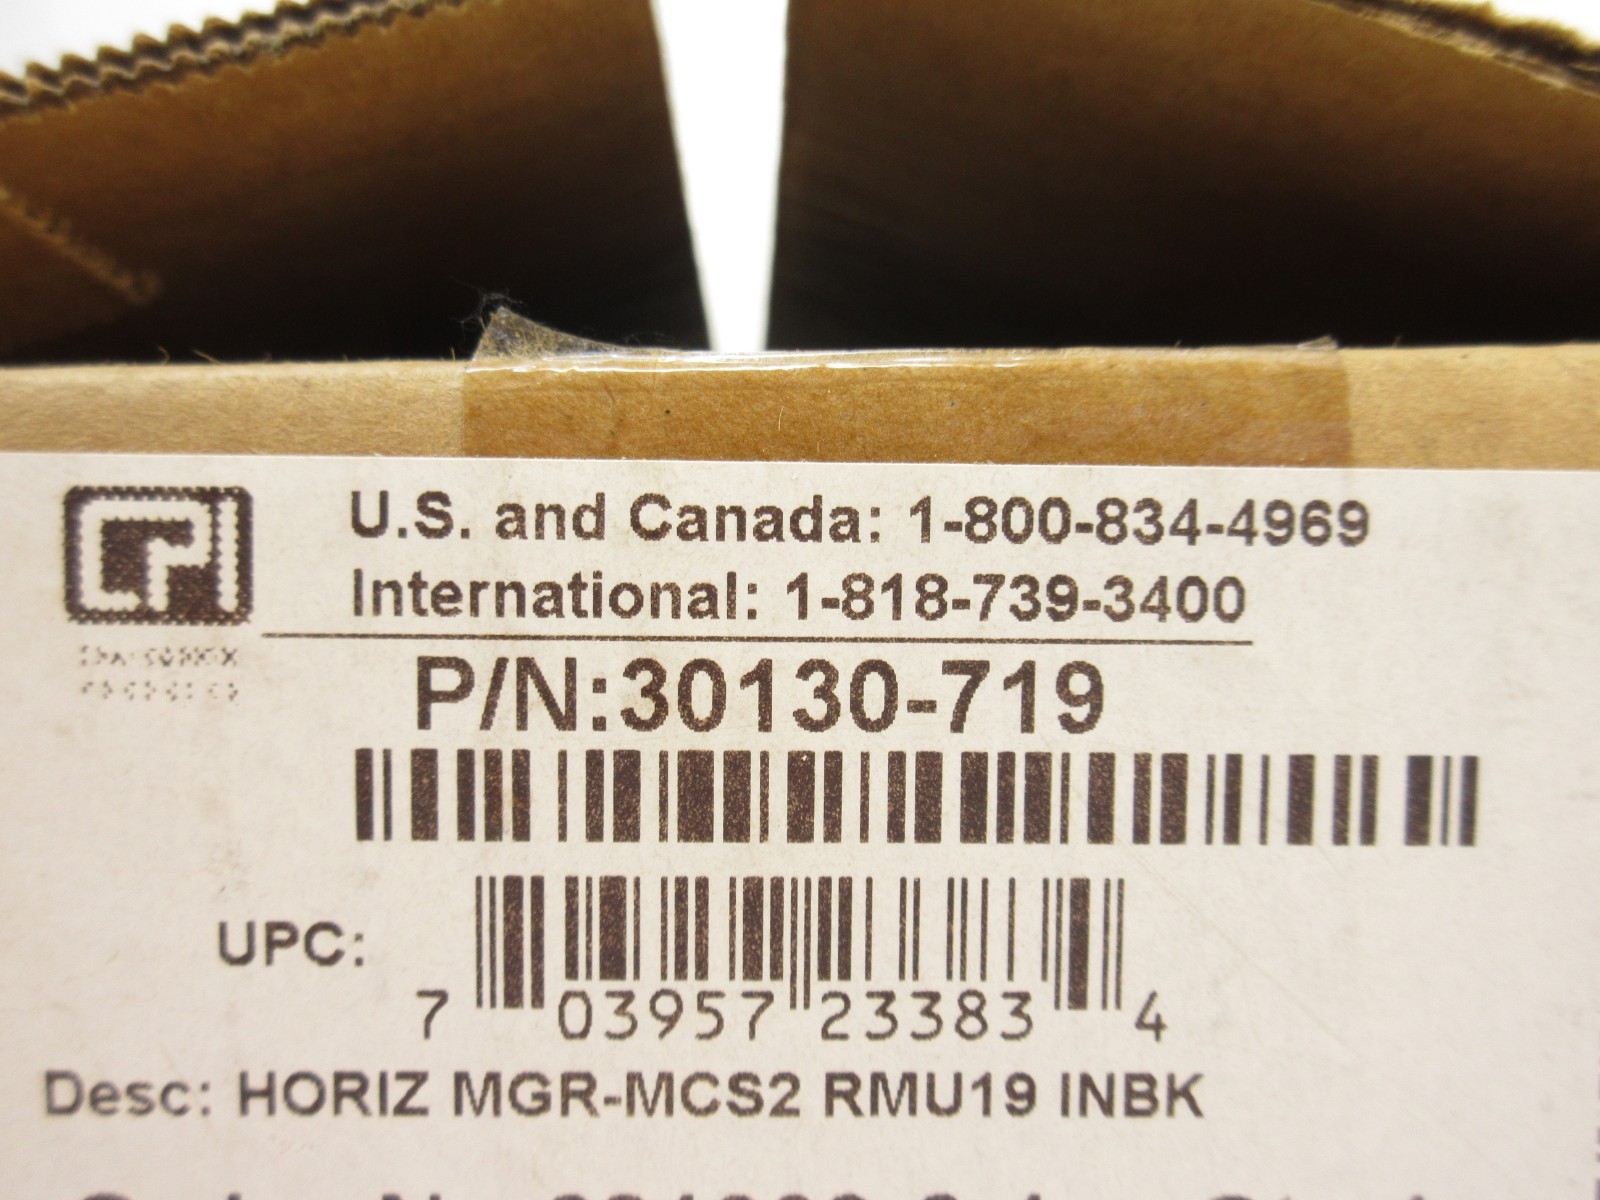 CPI
U.S. and Canada: 1-800-834-4969
International: 1-818-739-3400
P/N:30130-719
UPC:
7 03957 23383 4
Desc: HORIZ MGR-MCS2 RMU19 INBK